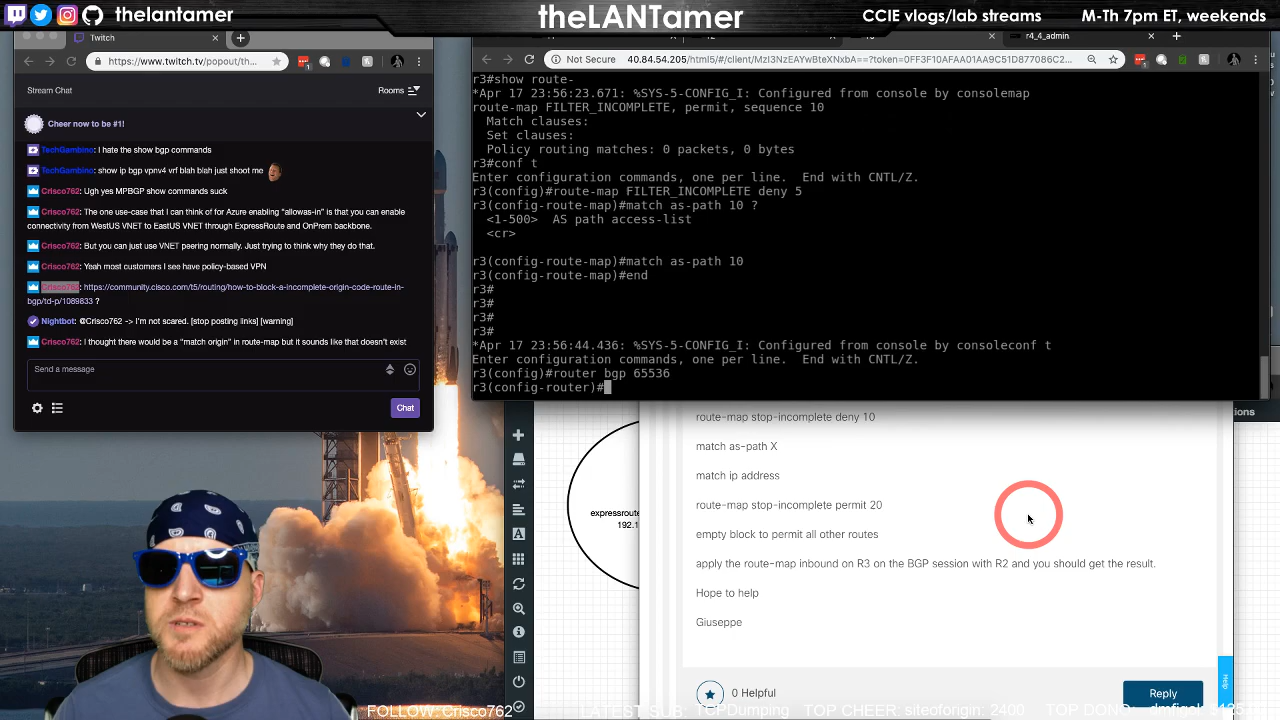 thelantamer
theLANTamer
CCIE vlogs/lab streams
M-Th 7pm ET, weekends
Twitch
https://www.twitch.tv/popout/th...
Stream Chat
Rooms
Cheer now to be #1!
TechGambino: I hate the show bgp commands
TechGambino: show ip bgp vpnv4 vrf blah blah just shoot me
Crisco762: Ugh yes MPBGP show commands suck
Crisco762: The one use-case that I can think of for Azure enabling "allowas-in" is that you can enable
connectivity from WestUS VNET to EastUS VNET through ExpressRoute and OnPrem backbone.
Crisco762: But you can just use VNET peering normally. Just trying to think why they do that.
Crisco762: Yeah most customers I see have policy-based VPN
Crisco762: https://community.cisco.com/t5/routing/how-to-block-a-incomplete-origin-code-route-in-
bgp/td-p/1089833 ?
Nightbot: @Crisco762 -> I'm not scared. [stop posting links] [warning]
Crisco762: I thought there would be a "match origin" in route-map but it sounds like that doesn't exist
Send a message
Chat
r4_4_admin
Not Secure
r3#show route-
*Apr 17 23:56:23.671: %SYS-5-CONFIG_I: Configured from console by consolemap
route-map FILTER_INCOMPLETE, permit, sequence 10
Match clauses:
Set clauses:
Policy routing matches: 0 packets, 0 bytes
r3#conf t
Enter configuration commands, one per line.  End with CNTL/Z.
r3(config)#route-map FILTER_INCOMPLETE deny 5
r3(config-route-map)#match as-path 10 ?
<1-500>  AS path access-list
<cr>
r3(config-route-map)#match as-path 10
r3(config-route-map)#end
r3#
r3#
r3#
r3#
*Apr 17 23:56:44.436: %SYS-5-CONFIG_I: Configured from console by consoleconf t
Enter configuration commands, one per line.  End with CNTL/Z.
r3(config)#router bgp 65536
r3(config-router)#
expressroute
192.1
route-map stop-incomplete deny 10
match as-path X
match ip address
route-map stop-incomplete permit 20
empty block to permit all other routes
apply the route-map inbound on R3 on the BGP session with R2 and you should get the result.
Hope to help
Giuseppe
0 Helpful
Reply
Help
FOLLOW: Crisco762
LATEST SUB: TCPDumping
TOP CHEER: siteoforigin: 2400